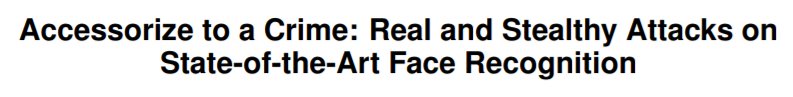 Accessorize to a Crime: Real and Stealthy Attacks on
State-of-the-Art Face Recognition